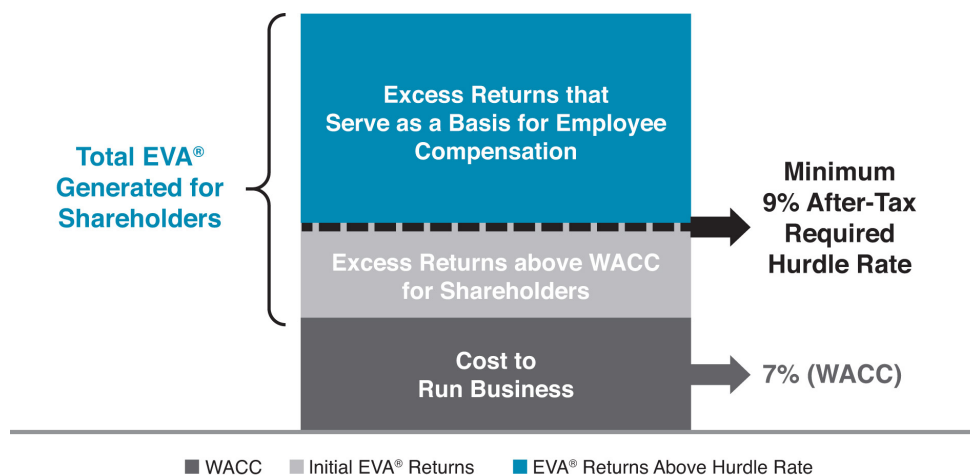 Excess Returns that
Serve as a Basis for Employee
Compensation
Total EVA®
Generated for
Shareholders
Minimum
9% After-Tax
Required
Hurdle Rate
Excess Returns above WACC
for Shareholders
Cost to
Run Business
7% (WACC)
WACC
Initial EVA® Returns
EVA® Returns Above Hurdle Rate